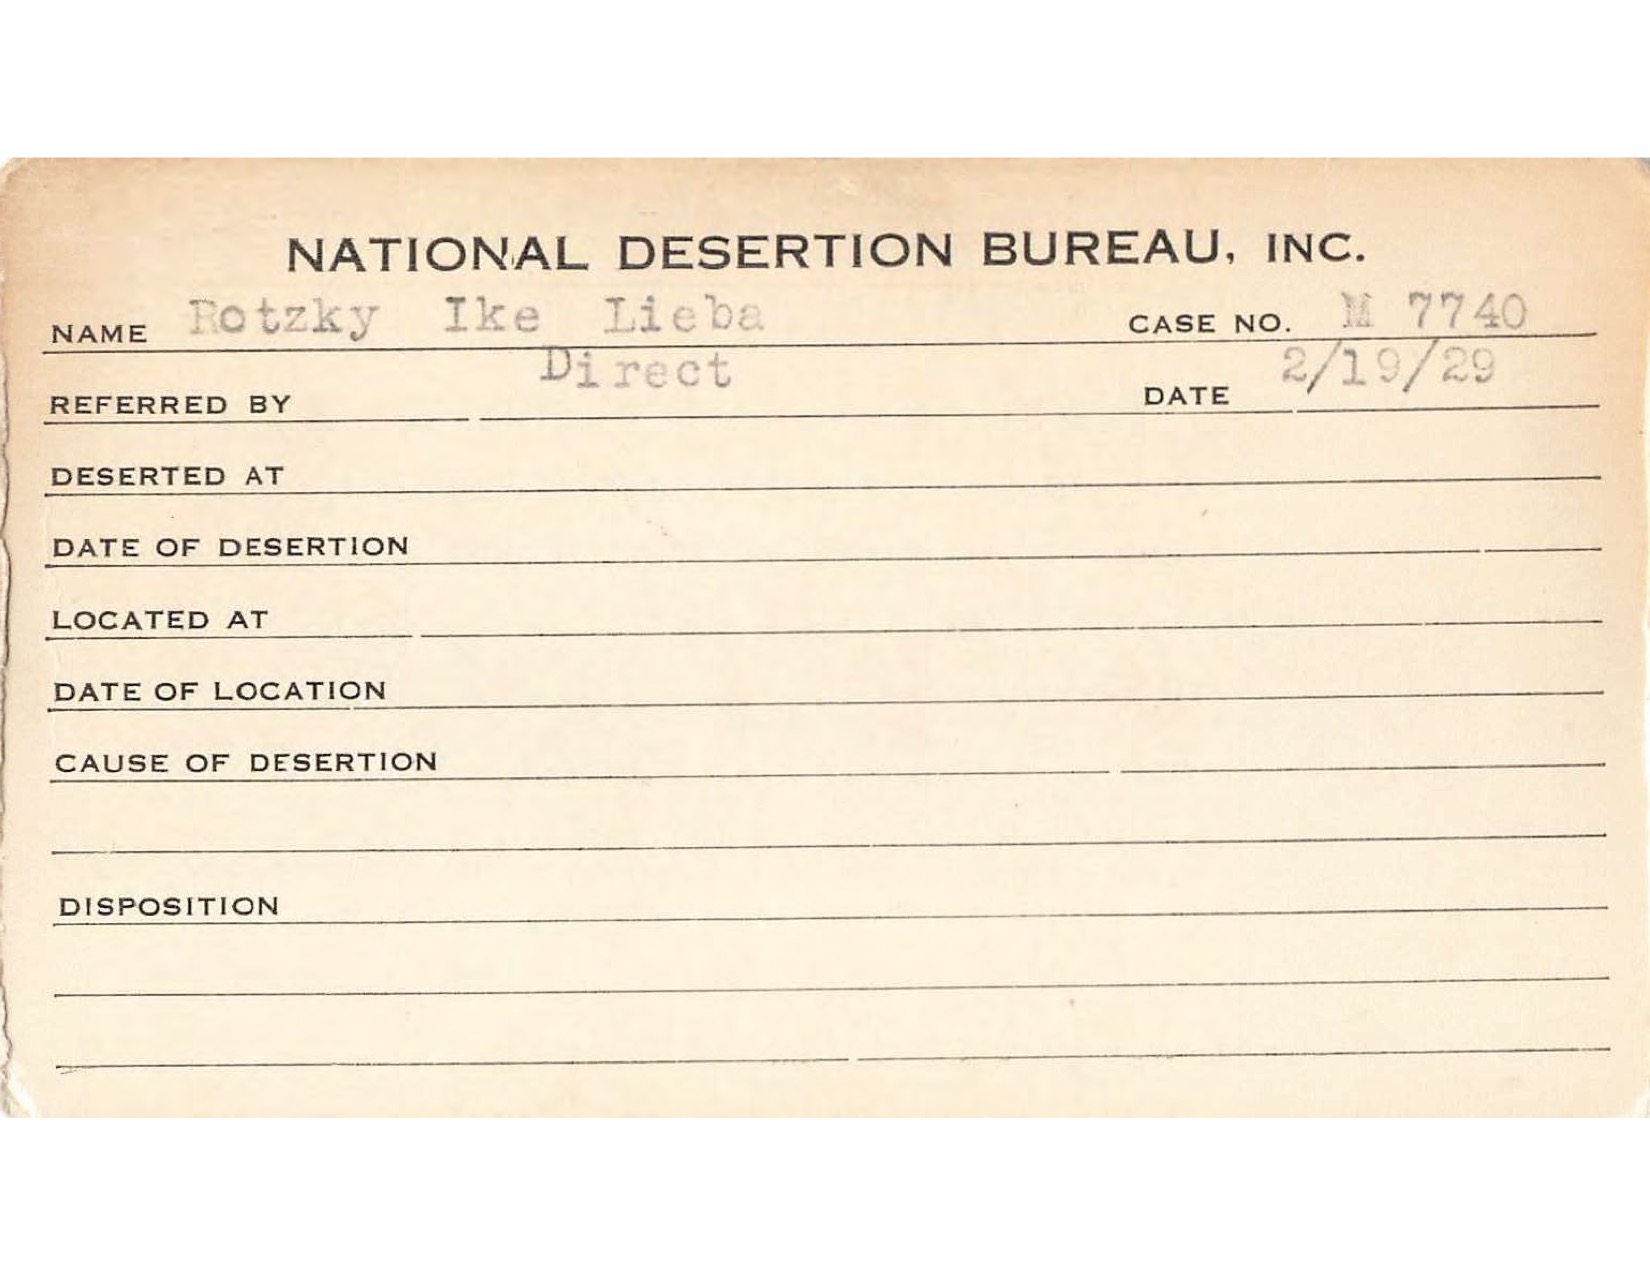 NATIONAL DESERTION BUREAU, INC.
NAME Rotzky Ike Lieba CASE NO. M 7740
REFERRED BY Direct DATE 2/19/29
DESERTED AT
DATE OF DESERTION
LOCATED AT
DATE OF LOCATION
CAUSE OF DESERTION
DISPOSITION